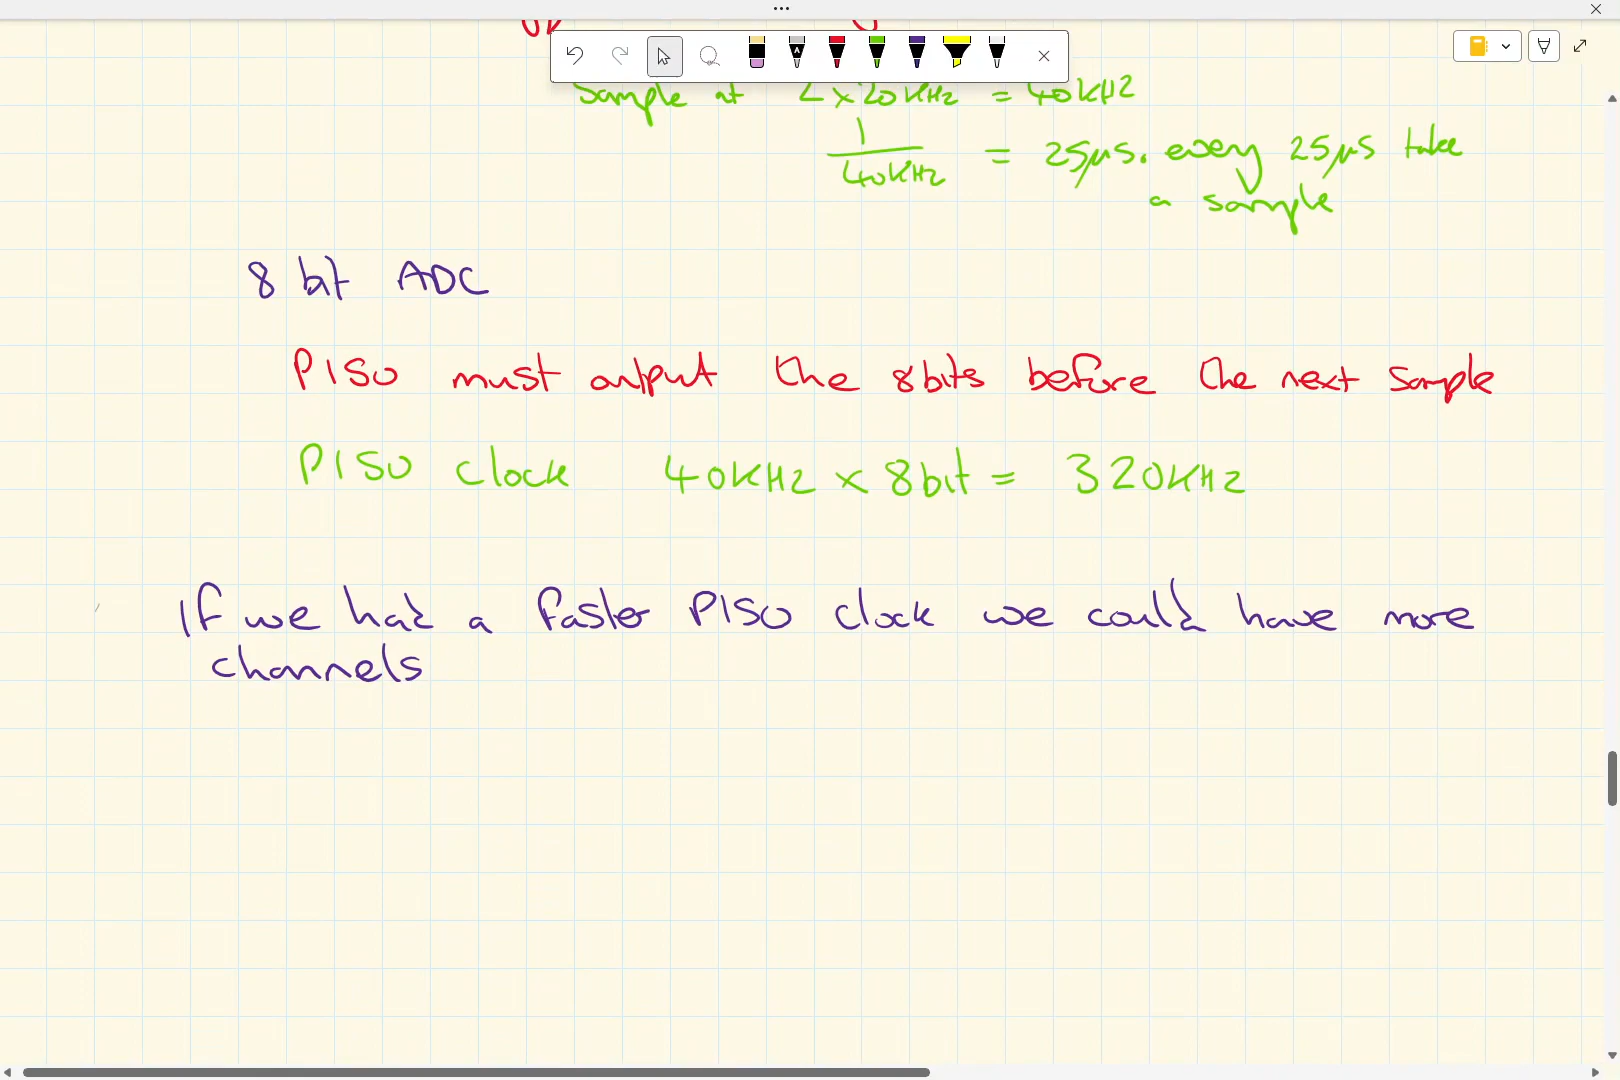 Sample at 2 x 20KHz = 40KHz
1
40KHz = 25µs. every 25µs take
a sample
8 bit ADC
PISO must output the 8bits before the next sample
PISO clock 40KHz x 8bit = 320KHz
If we had a faster PISO clock we could have more
channels